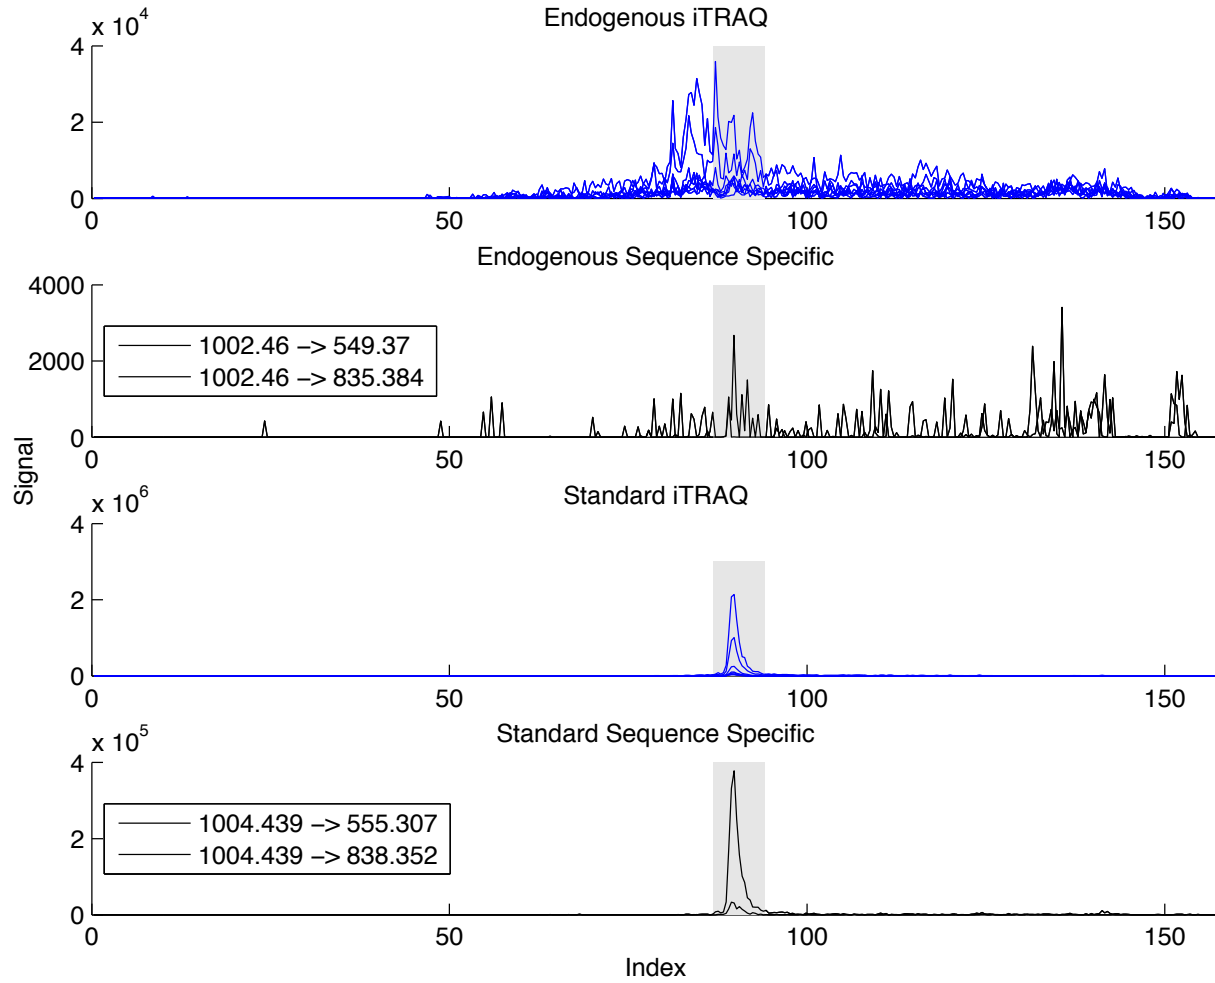 Endogenous iTRAQ
x 10^4
4
2
0
0 50 100 150
Endogenous Sequence Specific
4000
2000
0
1002.46 −> 549.37
1002.46 −> 835.384
0 50 100 150
Signal
Standard iTRAQ
x 10^6
4
2
0
0 50 100 150
Standard Sequence Specific
x 10^5
4
2
0
1004.439 −> 555.307
1004.439 −> 838.352
0 50 100 150
Index